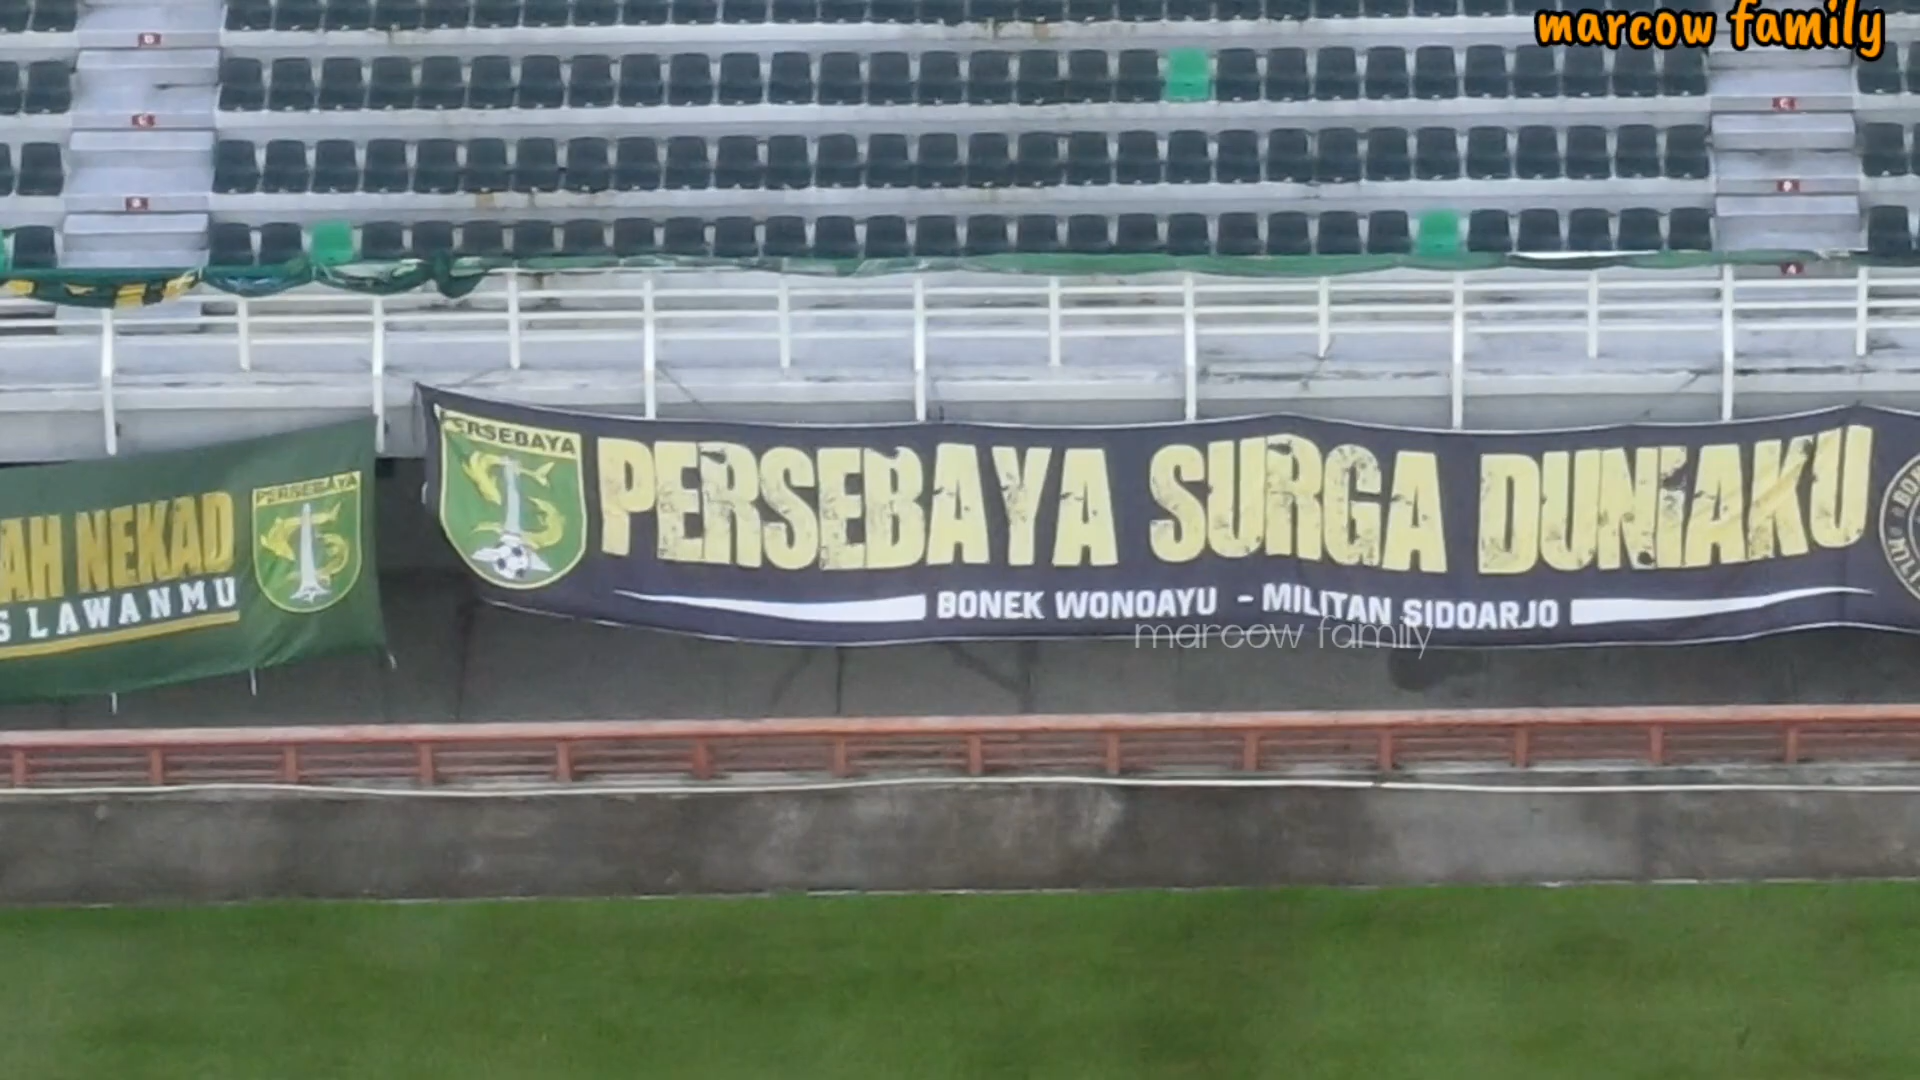 marcow family
B
C
C
B
B
A
PERSEBAYA
AH NEKAD
S LAWANMU
PERSEBAYA
PERSEBAYA SURGA DUNIAKU
BONEK WONOAYU - MILITAN SIDOARJO
marcow family